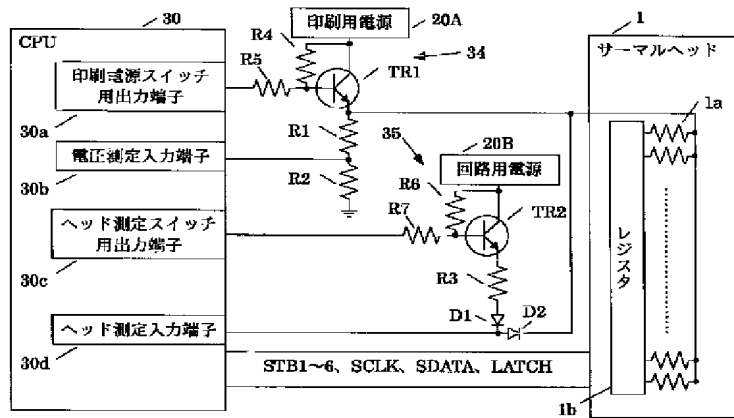 30
CPU
印刷電源スイッチ
用出力端子
30a
電圧測定入力端子
30b
ヘッド測定スイッチ
用出力端子
30c
ヘッド測定入力端子
30d
印刷用電源
20A
R4
R5
34
TR1
R1
R2
35
20B
回路用電源
R6
R7
TR2
R3
D1
D2
STB1～6、SCLK、SDATA、LATCH
1
サーマルヘッド
1a
レジスタ
1b